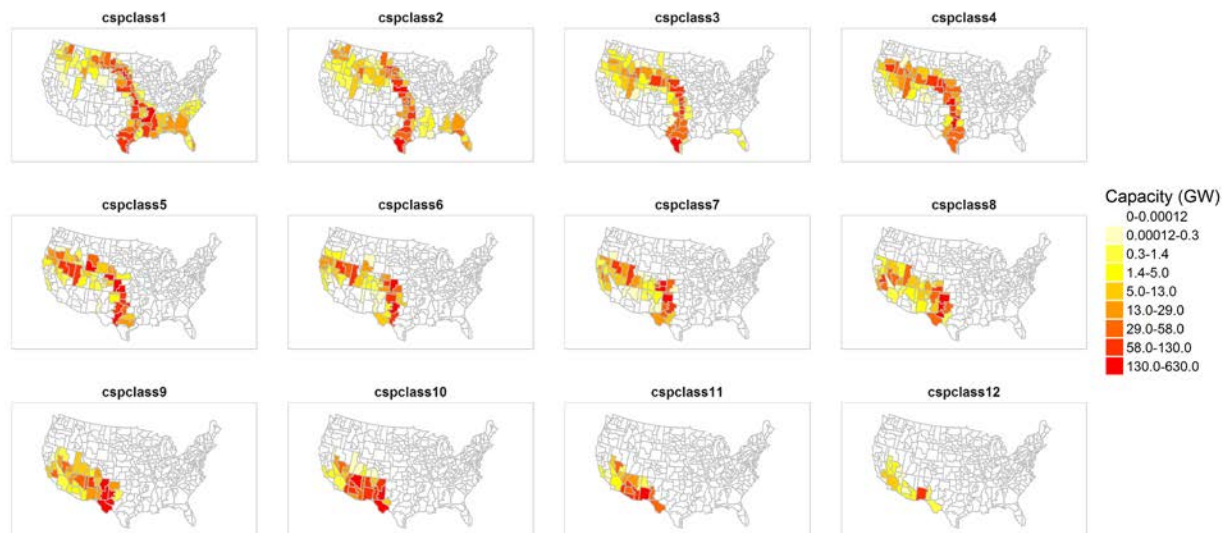 cspclass1
cspclass2
cspclass3
cspclass4
cspclass5
cspclass6
cspclass7
cspclass8
cspclass9
cspclass10
cspclass11
cspclass12
Capacity (GW)
0-0.00012
0.00012-0.3
0.3-1.4
1.4-5.0
5.0-13.0
13.0-29.0
29.0-58.0
58.0-130.0
130.0-630.0